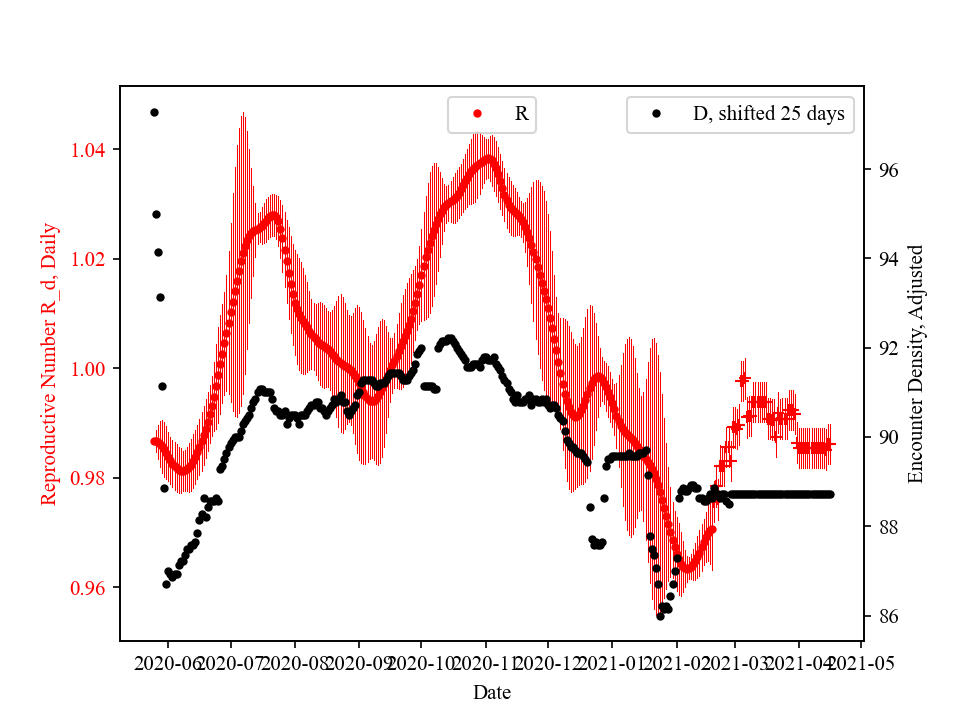 R
D, shifted 25 days
1.04
1.02
1.00
0.98
0.96
Reproductive Number R_d, Daily
96
94
92
90
88
86
Encounter Density, Adjusted
2020-06 2020-07 2020-08 2020-09 2020-10 2020-11 2020-12 2021-01 2021-02 2021-03 2021-04 2021-05
Date